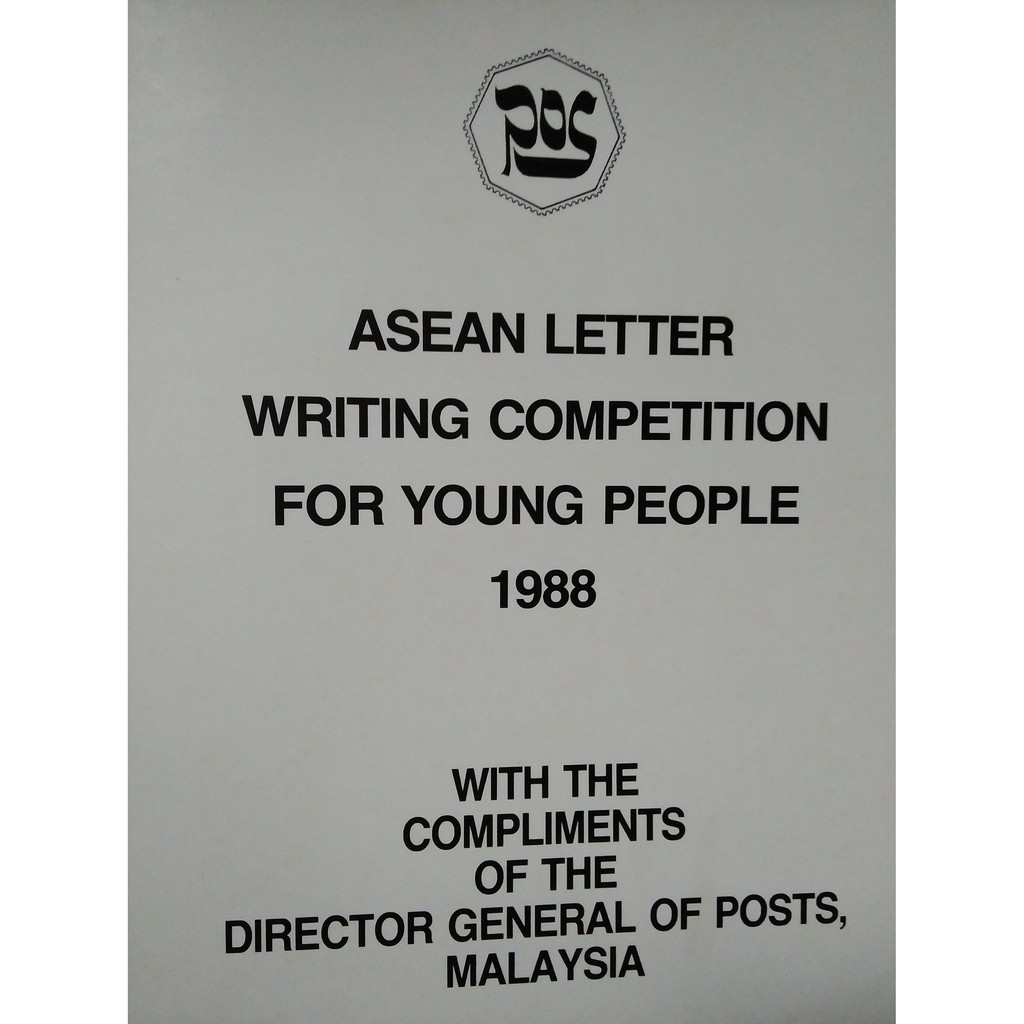 pos
ASEAN LETTER
WRITING COMPETITION
FOR YOUNG PEOPLE
1988
WITH THE
COMPLIMENTS
OF THE
DIRECTOR GENERAL OF POSTS,
MALAYSIA